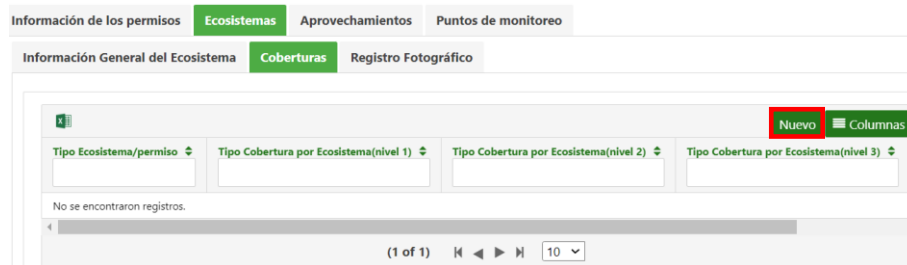 Información de los permisos Ecosistemas Aprovechamientos Puntos de monitoreo
Información General del Ecosistema Coberturas Registro Fotográfico
Nuevo Columnas
Tipo Ecosistema/permiso Tipo Cobertura por Ecosistema(nivel 1) Tipo Cobertura por Ecosistema(nivel 2) Tipo Cobertura por Ecosistema(nivel 3)
No se encontraron registros.
(1 of 1) 10